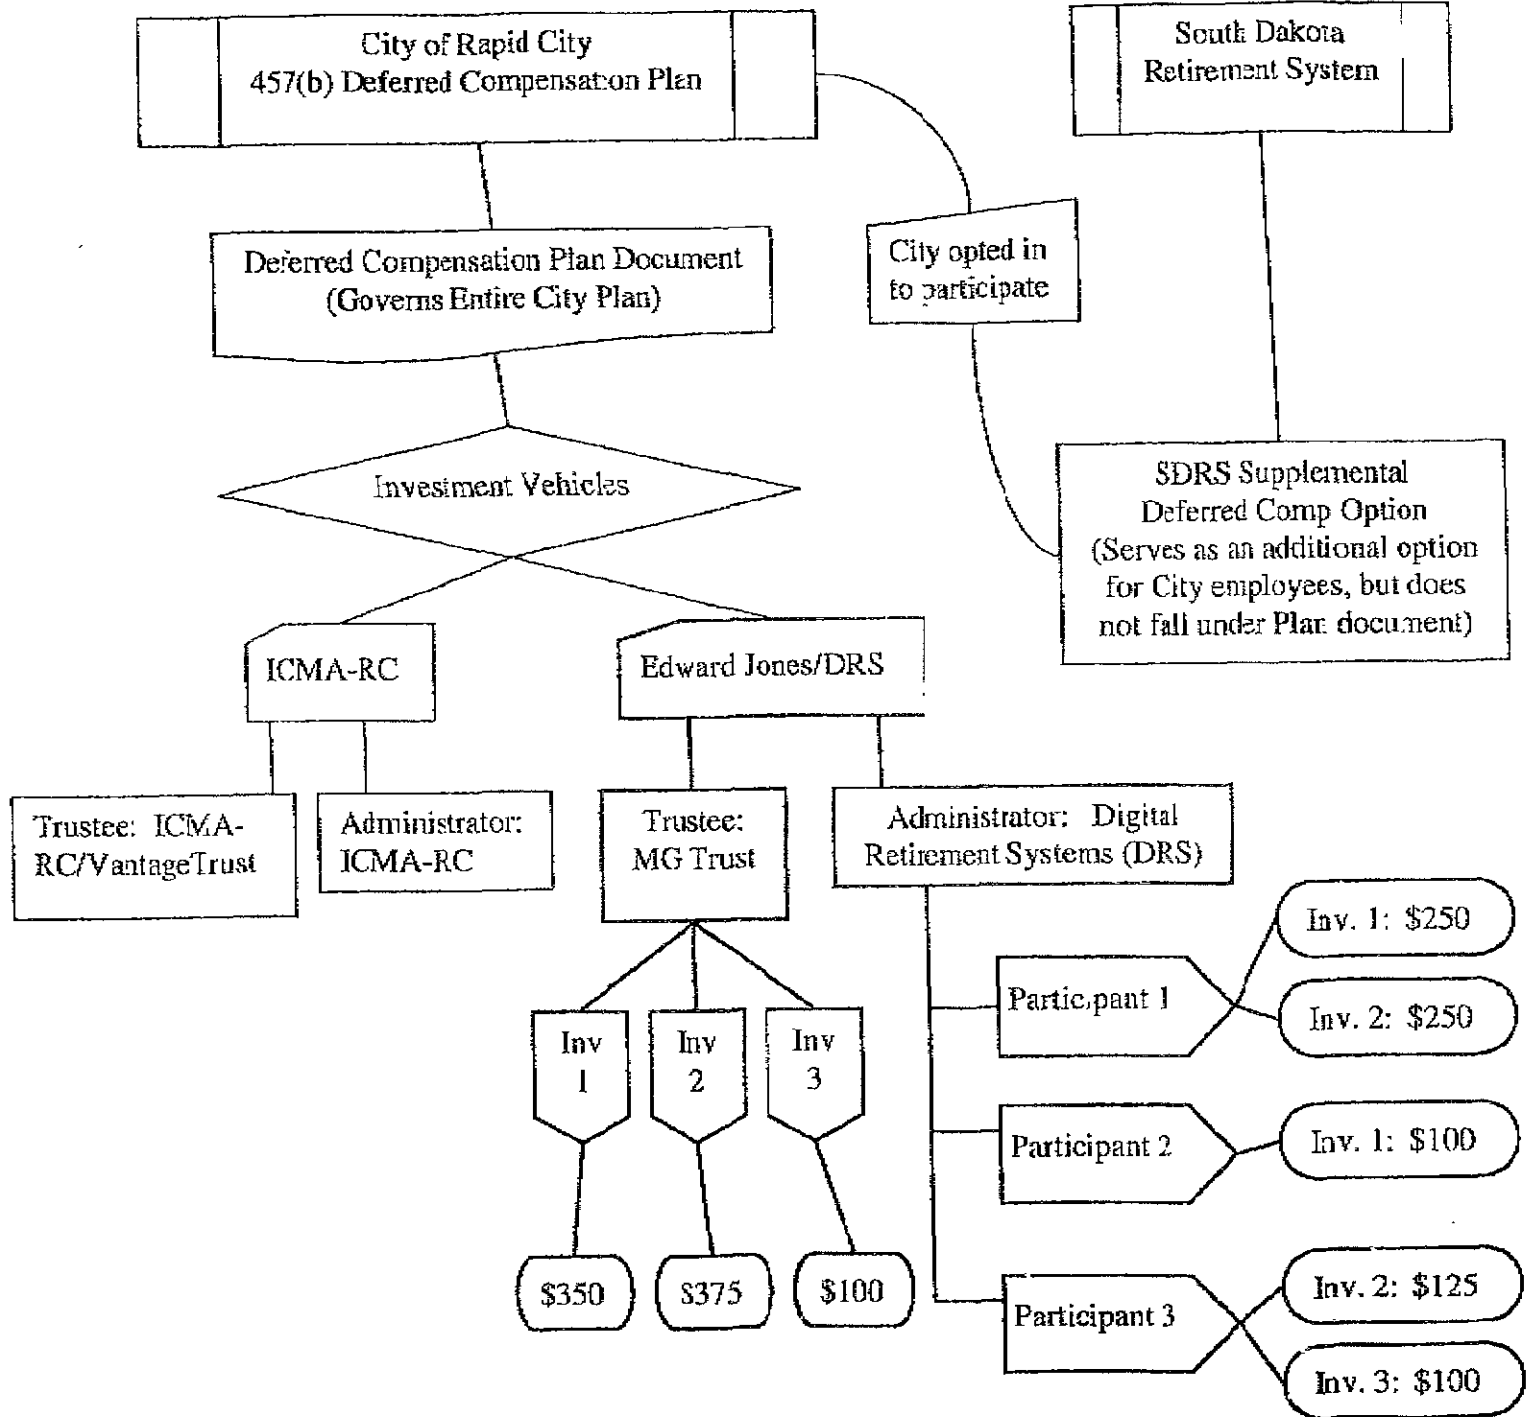 City of Rapid City
457(b) Deferred Compensation Plan
South Dakota
Retirement System
Deferred Compensation Plan Document
(Governs Entire City Plan)
City opted in
to participate
Investment Vehicles
SDRS Supplemental
Deferred Comp Option
(Serves as an additional option
for City employees, but does
not fall under Plan document)
ICMA-RC
Edward Jones/DRS
Trustee: ICMA-
RC/VantageTrust
Administrator:
ICMA-RC
Trustee:
MG Trust
Administrator: Digital
Retirement Systems (DRS)
Inv
1
Inv
2
Inv
3
$350
$375
$100
Participant 1
Inv. 1: $250
Inv. 2: $250
Participant 2
Inv. 1: $100
Participant 3
Inv. 2: $125
Inv. 3: $100